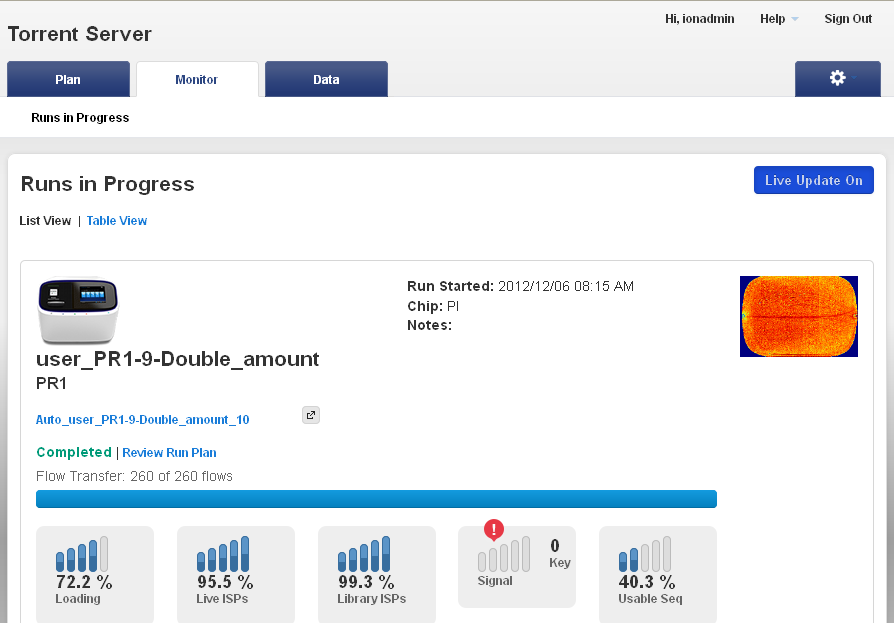 Hi, ionadmin Help Sign Out
Torrent Server
Plan Monitor Data
Runs in Progress
Runs in Progress
Live Update On
List View | Table View
Run Started: 2012/12/06 08:15 AM
Chip: PI
Notes:
user_PR1-9-Double_amount
PR1
Auto_user_PR1-9-Double_amount_10
Completed | Review Run Plan
Flow Transfer: 260 of 260 flows
72.2 %
Loading
95.5 %
Live ISPs
99.3 %
Library ISPs
!
0
Key
Signal
40.3 %
Usable Seq